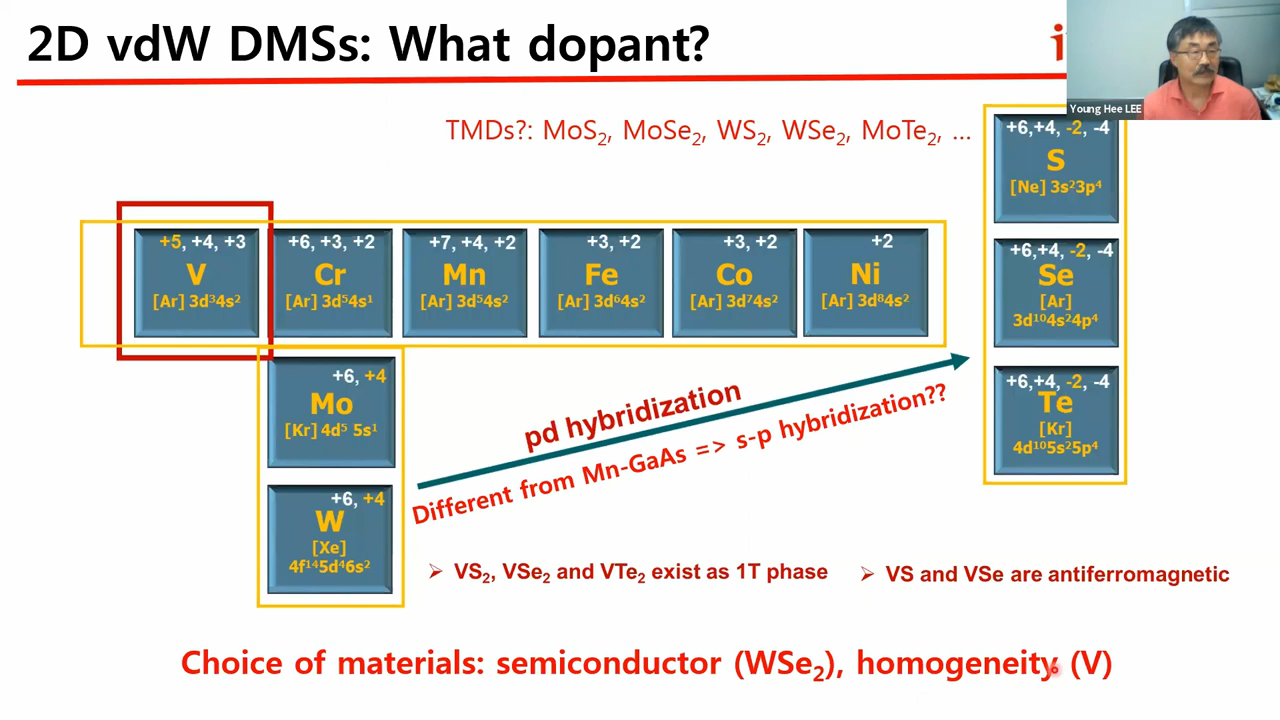 2D vdW DMSs: What dopant?
Young Hee LEE
TMDs?: MoS₂, MoSe₂, WS₂, WSe₂, MoTe₂, ...
+6,+4, -2, -4
S
[Ne] 3s²3p⁴
+5, +4, +3
V
[Ar] 3d³4s²
+6, +3, +2
Cr
[Ar] 3d⁵4s¹
+7, +4, +2
Mn
[Ar] 3d⁵4s²
+3, +2
Fe
[Ar] 3d⁶4s²
+3, +2
Co
[Ar] 3d⁷4s²
+2
Ni
[Ar] 3d⁸4s²
+6,+4, -2, -4
Se
[Ar]
3d¹⁰4s²4p⁴
+6, +4
Mo
[Kr] 4d⁵ 5s¹
+6,+4, -2, -4
Te
[Kr]
4d¹⁰5s²5p⁴
pd hybridization
Different from Mn-GaAs => s-p hybridization??
+6, +4
W
[Xe]
4f¹⁴5d⁴6s²
➢ VS₂, VSe₂ and VTe₂ exist as 1T phase
➢ VS and VSe are antiferromagnetic
Choice of materials: semiconductor (WSe₂), homogeneity (V)